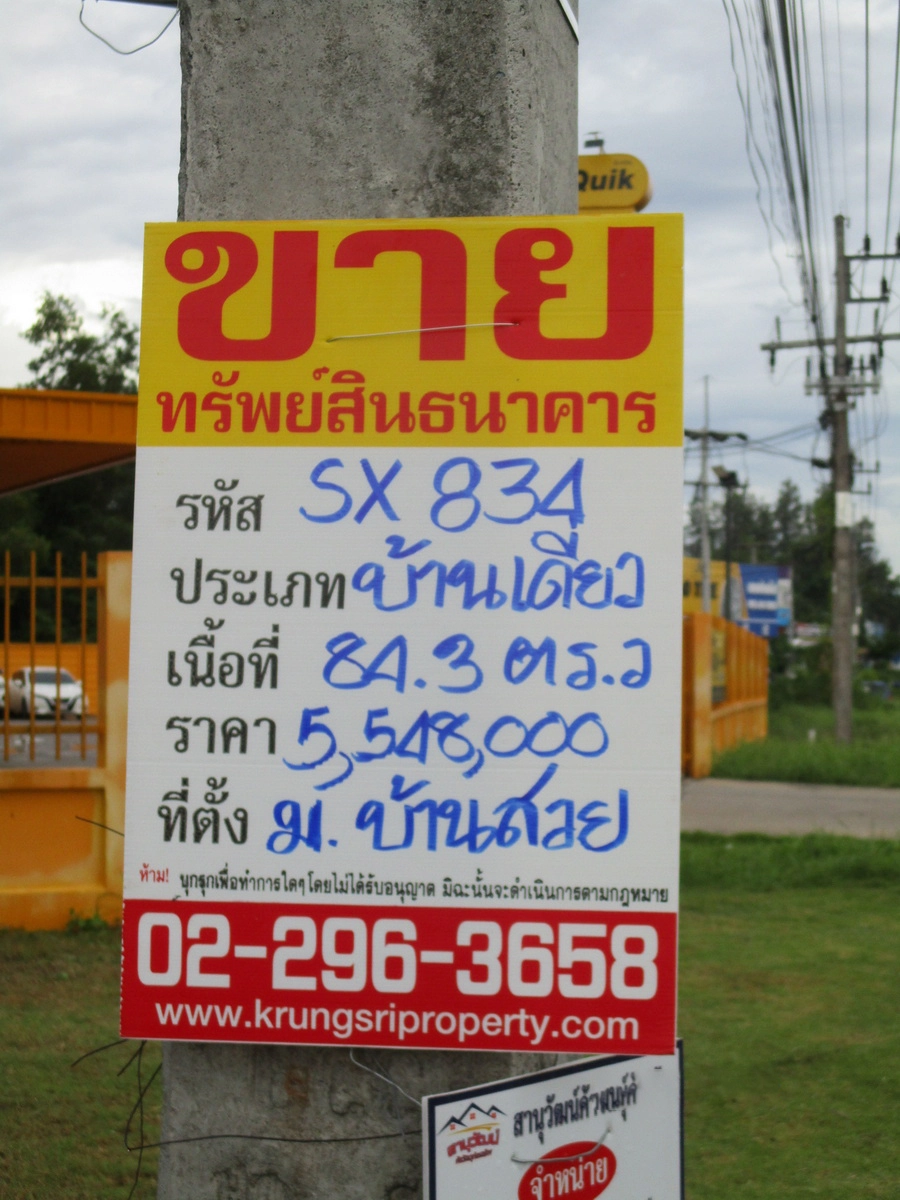 Quik
ขาย
ทรัพย์สินธนาคาร
รหัส SX 834
ประเภท บ้านเดี่ยว
เนื้อที่ 84.3 ตร.ว
ราคา 5,548,000
ที่ตั้ง ม. บ้านสวย
ห้าม! บุกรุกเพื่อทำการใดๆโดยไม่ได้รับอนุญาต มิฉะนั้นจะดำเนินการตามกฎหมาย
02-296-3658
www.krungsriproperty.com
สานุวัฒน์
จำหน่าย